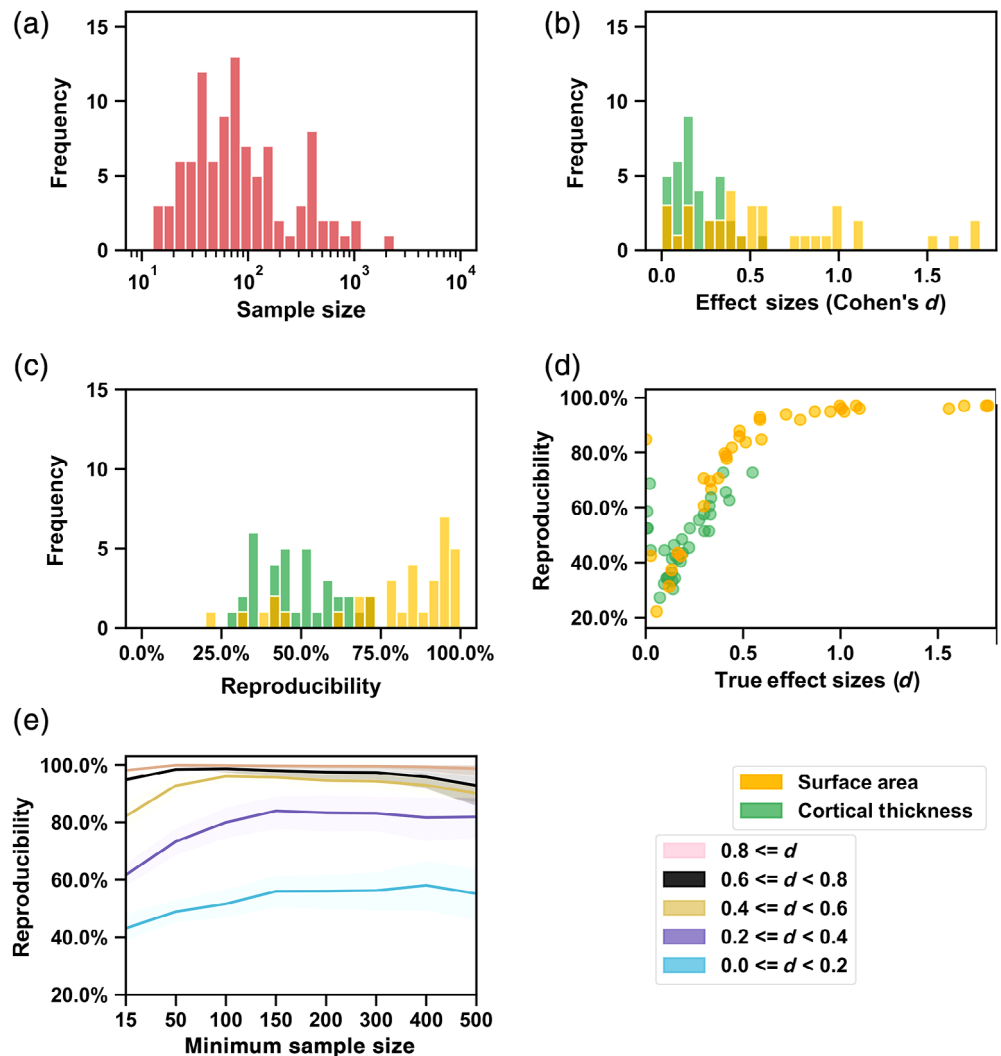 (a)
15
10
5
0
Frequency
10^1 10^2 10^3 10^4
Sample size
(b)
15
10
5
0
Frequency
0.0 0.5 1.0 1.5
Effect sizes (Cohen's d)
(c)
15
10
5
0
Frequency
0.0% 25.0% 50.0% 75.0% 100.0%
Reproducibility
(d)
100.0%
80.0%
60.0%
40.0%
20.0%
Reproducibility
0.0 0.5 1.0 1.5
True effect sizes (d)
(e)
100.0%
80.0%
60.0%
40.0%
20.0%
Reproducibility
15 50 100 150 200 300 400 500
Minimum sample size
Surface area
Cortical thickness
0.8 <= d
0.6 <= d < 0.8
0.4 <= d < 0.6
0.2 <= d < 0.4
0.0 <= d < 0.2